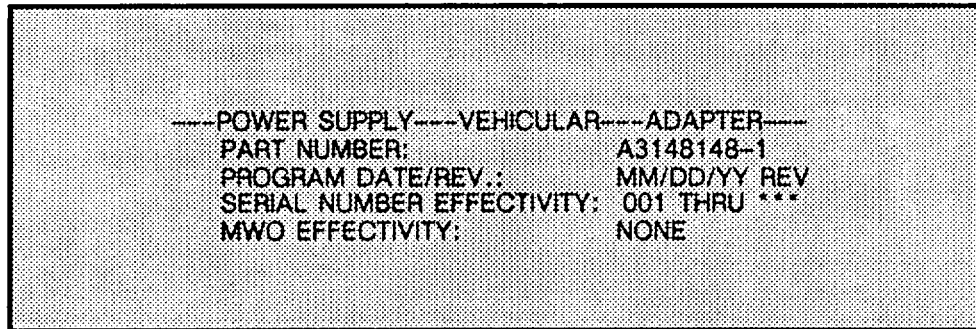 ---POWER SUPPLY---VEHICULAR---ADAPTER---
PART NUMBER: A3148148-1
PROGRAM DATE/REV.: MM/DD/YY REV
SERIAL NUMBER EFFECTIVITY: 001 THRU ***
MWO EFFECTIVITY: NONE